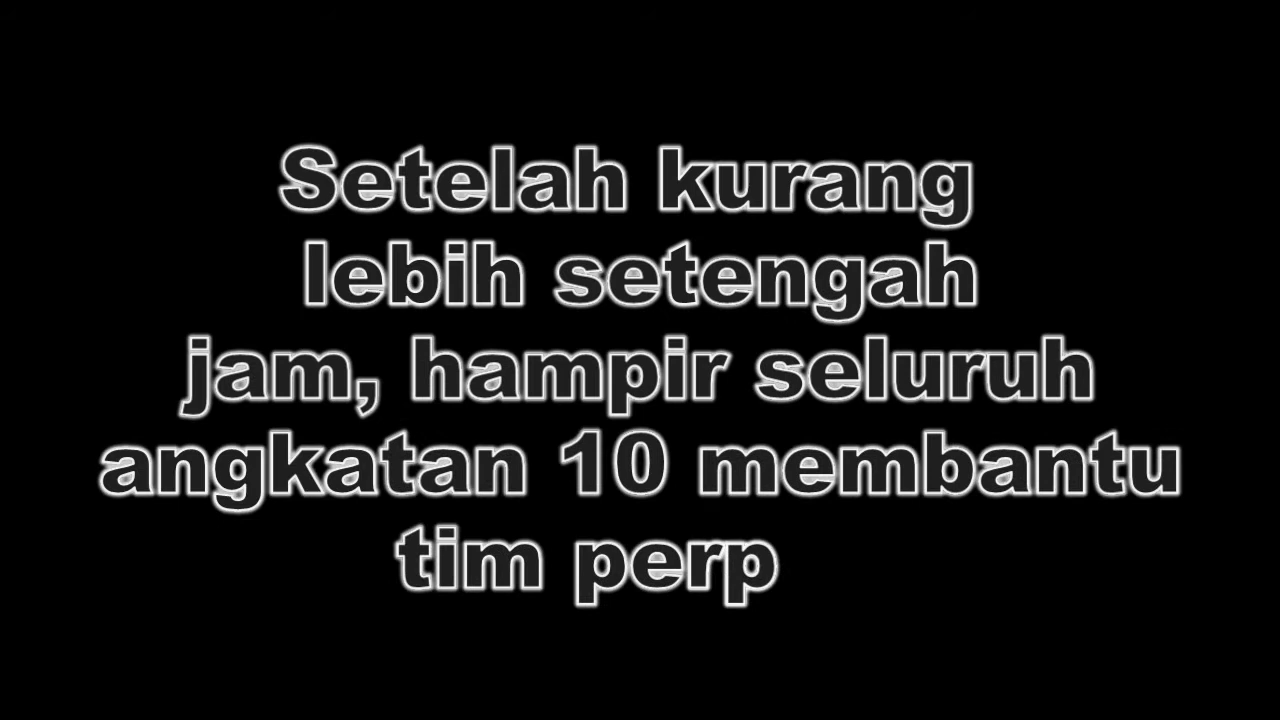 Setelah kurang
lebih setengah
jam, hampir seluruh
angkatan 10 membantu
tim perp